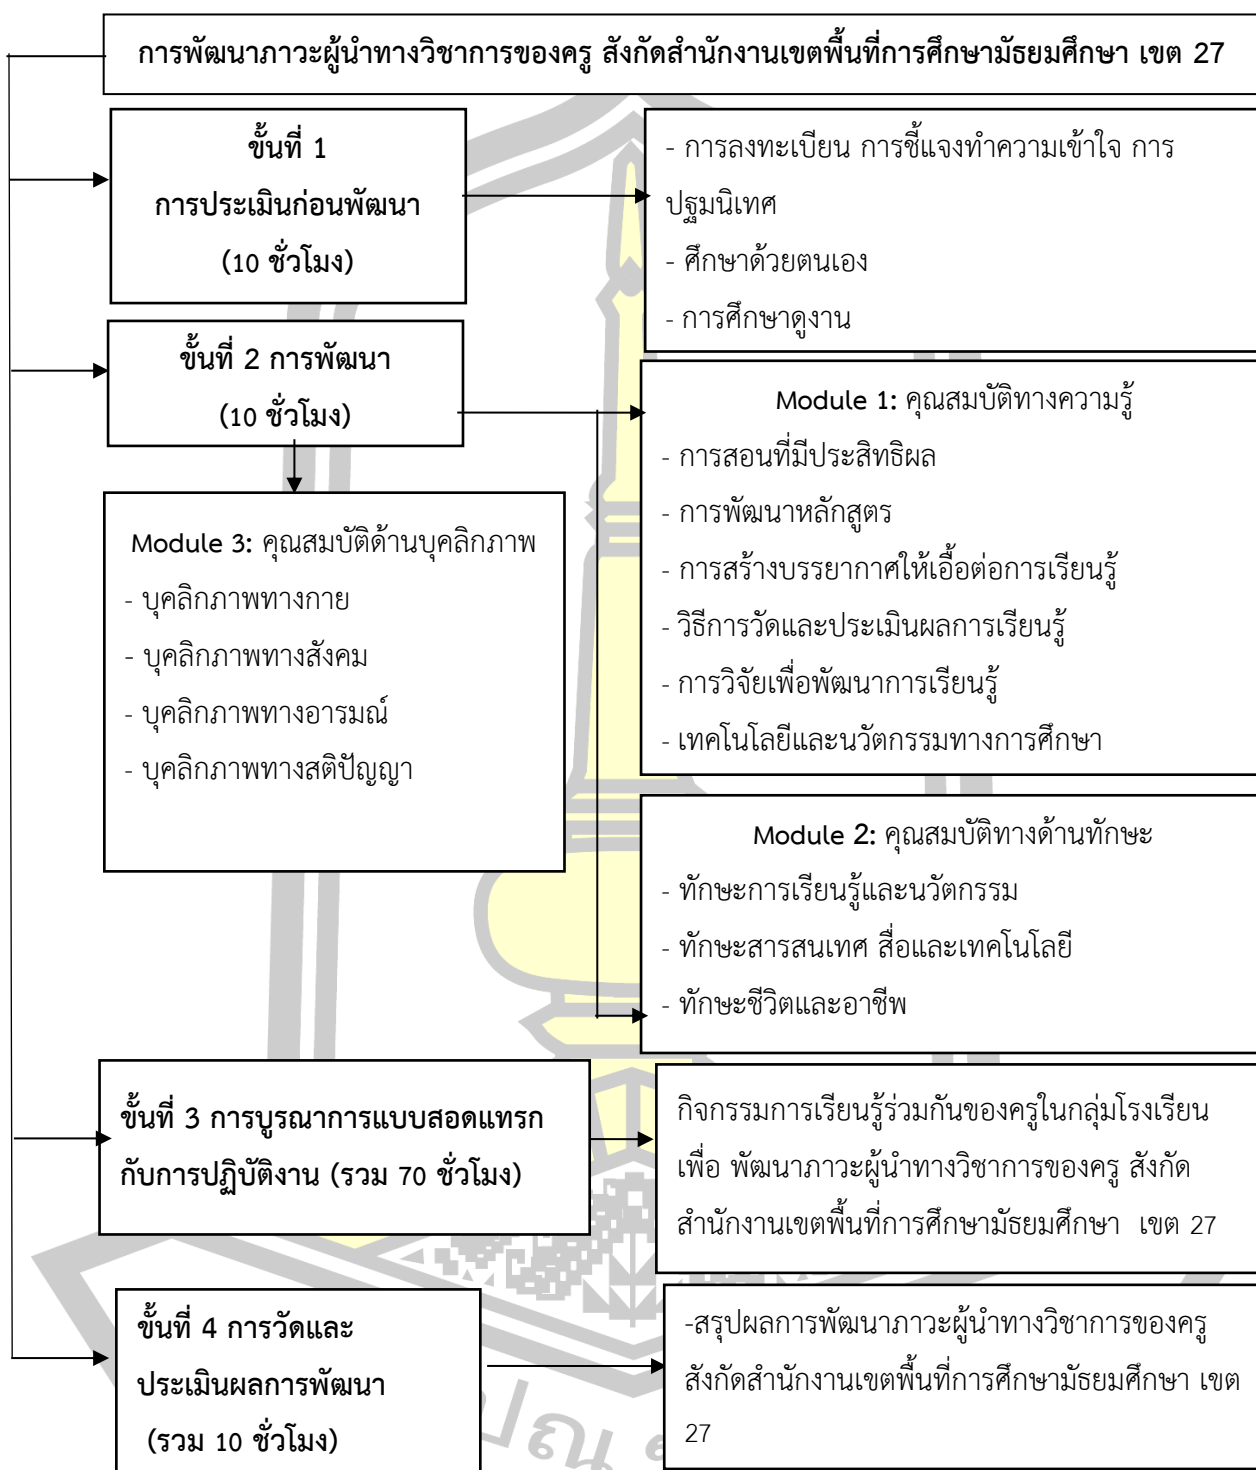 การพัฒนาภาวะผู้นำทางวิชาการของครู สังกัดสำนักงานเขตพื้นที่การศึกษามัธยมศึกษา เขต 27
ขั้นที่ 1
การประเมินก่อนพัฒนา
(10 ชั่วโมง)
- การลงทะเบียน การชี้แจงทำความเข้าใจ การ
ปฐมนิเทศ
- ศึกษาด้วยตนเอง
- การศึกษาดูงาน
ขั้นที่ 2 การพัฒนา
(10 ชั่วโมง)
Module 1: คุณสมบัติทางความรู้
- การสอนที่มีประสิทธิผล
- การพัฒนาหลักสูตร
- การสร้างบรรยากาศให้เอื้อต่อการเรียนรู้
- วิธีการวัดและประเมินผลการเรียนรู้
- การวิจัยเพื่อพัฒนาการเรียนรู้
- เทคโนโลยีและนวัตกรรมทางการศึกษา
Module 3: คุณสมบัติด้านบุคลิกภาพ
- บุคลิกภาพทางกาย
- บุคลิกภาพทางสังคม
- บุคลิกภาพทางอารมณ์
- บุคลิกภาพทางสติปัญญา
Module 2: คุณสมบัติทางด้านทักษะ
- ทักษะการเรียนรู้และนวัตกรรม
- ทักษะสารสนเทศ สื่อและเทคโนโลยี
- ทักษะชีวิตและอาชีพ
ขั้นที่ 3 การบูรณาการแบบสอดแทรก
กับการปฏิบัติงาน (รวม 70 ชั่วโมง)
กิจกรรมการเรียนรู้ร่วมกันของครูในกลุ่มโรงเรียน
เพื่อ พัฒนาภาวะผู้นำทางวิชาการของครู สังกัด
สำนักงานเขตพื้นที่การศึกษามัธยมศึกษา เขต 27
ขั้นที่ 4 การวัดและ
ประเมินผลการพัฒนา
(รวม 10 ชั่วโมง)
-สรุปผลการพัฒนาภาวะผู้นำทางวิชาการของครู
สังกัดสำนักงานเขตพื้นที่การศึกษามัธยมศึกษา เขต
27